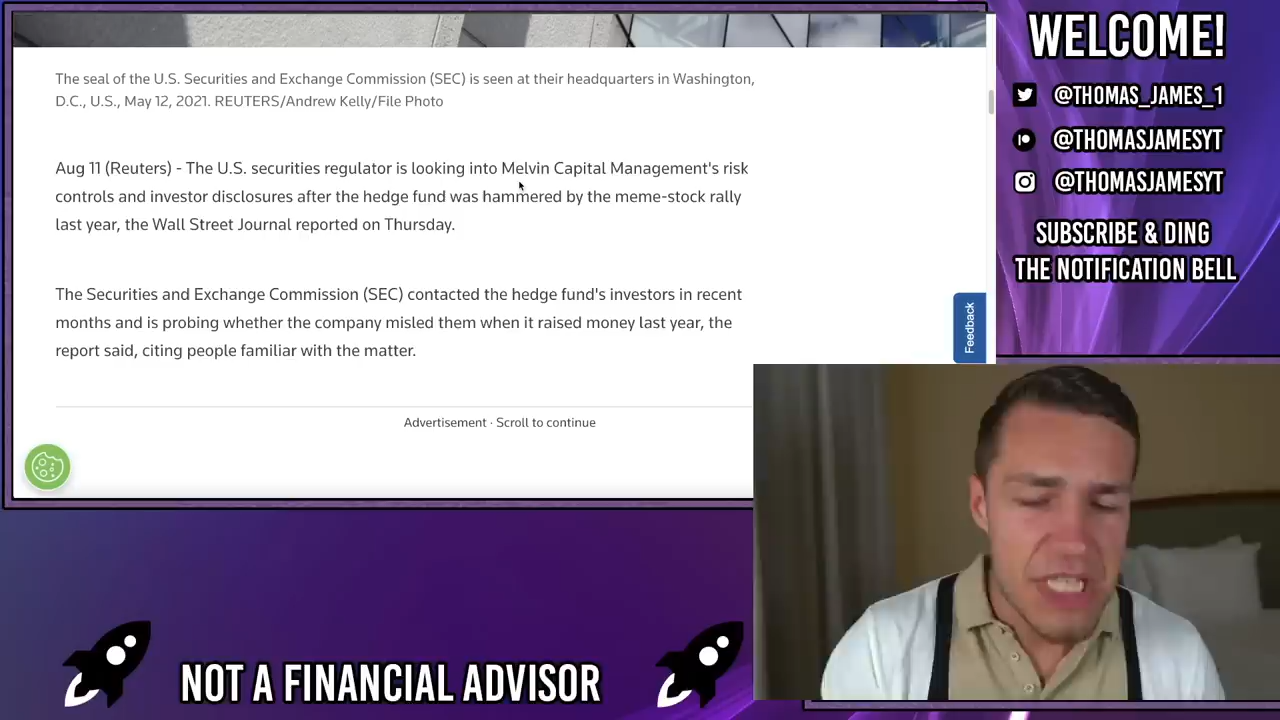 The seal of the U.S. Securities and Exchange Commission (SEC) is seen at their headquarters in Washington,
D.C., U.S., May 12, 2021. REUTERS/Andrew Kelly/File Photo
Aug 11 (Reuters) - The U.S. securities regulator is looking into Melvin Capital Management's risk
controls and investor disclosures after the hedge fund was hammered by the meme-stock rally
last year, the Wall Street Journal reported on Thursday.
The Securities and Exchange Commission (SEC) contacted the hedge fund's investors in recent
months and is probing whether the company misled them when it raised money last year, the
report said, citing people familiar with the matter.
Advertisement · Scroll to continue
Feedback
WELCOME!
@THOMAS_JAMES_1
@THOMASJAMESYT
@THOMASJAMESYT
SUBSCRIBE & DING
THE NOTIFICATION BELL
NOT A FINANCIAL ADVISOR